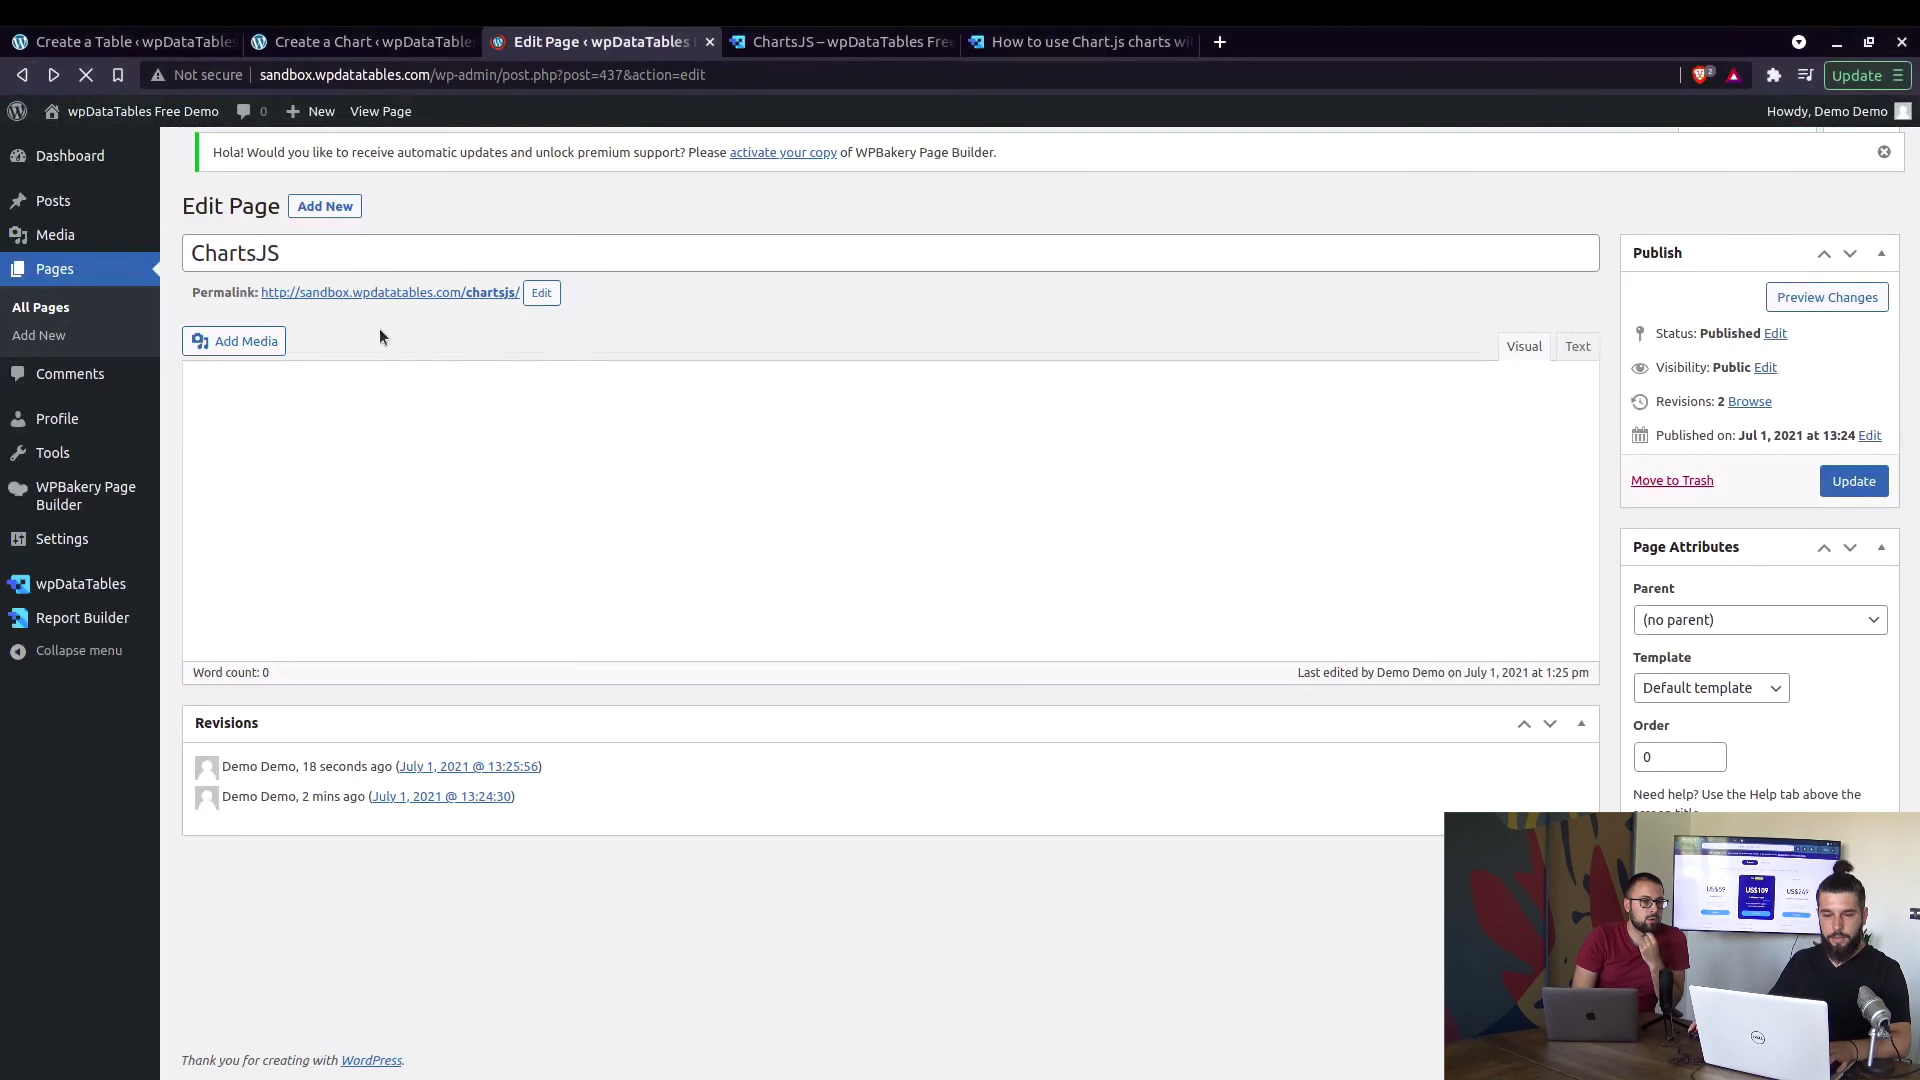 Create a Table ‹ wpDataTables
Create a Chart ‹ wpDataTables
Edit Page ‹ wpDataTables
ChartsJS – wpDataTables Free
How to use Chart.js charts wi
Not secure
sandbox.wpdatatables.com/wp-admin/post.php?post=437&action=edit
2
Update
wpDataTables Free Demo
0
New
View Page
Howdy, Demo Demo
Dashboard
Posts
Media
Pages
All Pages
Add New
Comments
Profile
Tools
WPBakery Page
Builder
Settings
wpDataTables
Report Builder
Collapse menu
Hola! Would you like to receive automatic updates and unlock premium support? Please activate your copy of WPBakery Page Builder.
Edit Page
Add New
ChartsJS
Permalink: http://sandbox.wpdatatables.com/chartsjs/
Edit
Add Media
Visual
Text
Word count: 0
Last edited by Demo Demo on July 1, 2021 at 1:25 pm
Revisions
Demo Demo, 18 seconds ago (July 1, 2021 @ 13:25:56)
Demo Demo, 2 mins ago (July 1, 2021 @ 13:24:30)
Publish
Preview Changes
Status: Published Edit
Visibility: Public Edit
Revisions: 2 Browse
Published on: Jul 1, 2021 at 13:24 Edit
Move to Trash
Update
Page Attributes
Parent
(no parent)
Template
Default template
Order
0
Need help? Use the Help tab above the
US$109
US$249
DELL
Thank you for creating with WordPress.